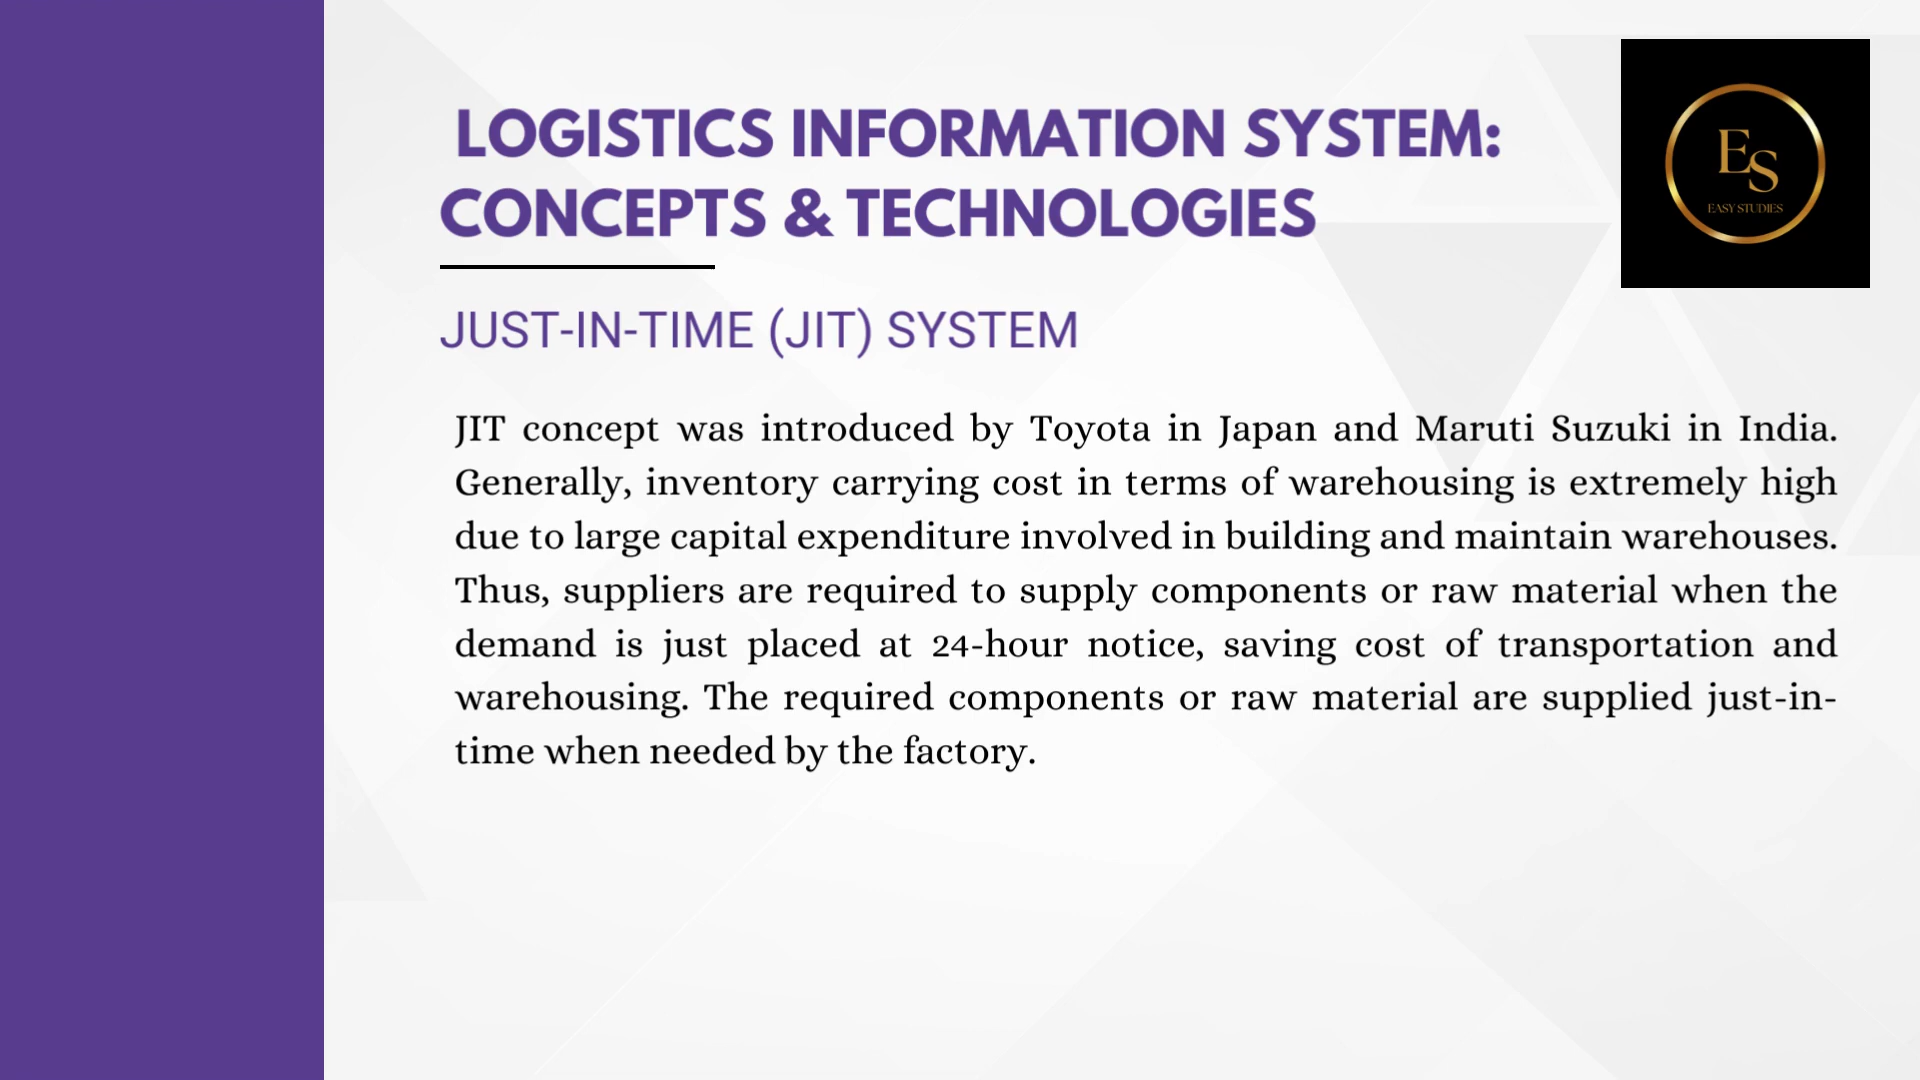 LOGISTICS INFORMATION SYSTEM:
CONCEPTS & TECHNOLOGIES
ES
EASY STUDIES
JUST-IN-TIME (JIT) SYSTEM
JIT concept was introduced by Toyota in Japan and Maruti Suzuki in India.
Generally, inventory carrying cost in terms of warehousing is extremely high
due to large capital expenditure involved in building and maintain warehouses.
Thus, suppliers are required to supply components or raw material when the
demand is just placed at 24-hour notice, saving cost of transportation and
warehousing. The required components or raw material are supplied just-in-
time when needed by the factory.